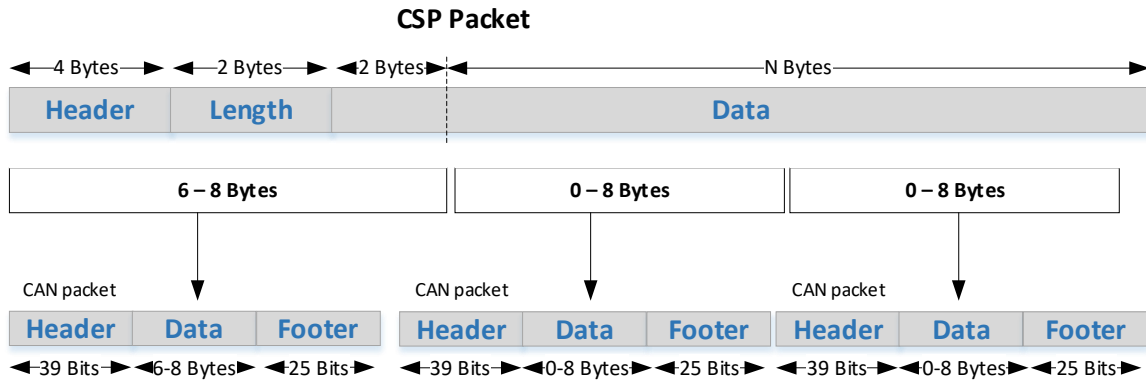 CSP Packet
4 Bytes 2 Bytes 2 Bytes N Bytes
Header Length Data
6 – 8 Bytes 0 – 8 Bytes 0 – 8 Bytes
CAN packet CAN packet CAN packet
Header Data Footer Header Data Footer Header Data Footer
39 Bits 6-8 Bytes 25 Bits 39 Bits 0-8 Bytes 25 Bits 39 Bits 0-8 Bytes 25 Bits